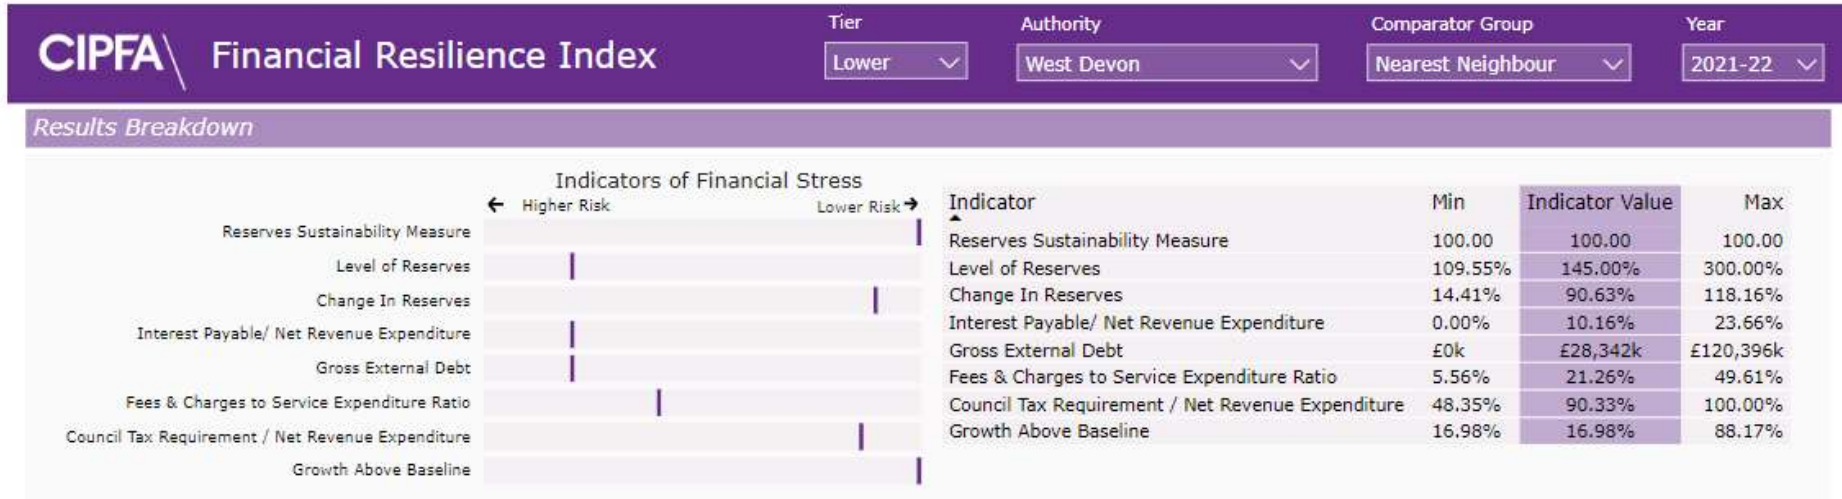 CIPFA\ Financial Resilience Index
Tier
Lower
Authority
West Devon
Comparator Group
Nearest Neighbour
Year
2021-22
Results Breakdown
Indicators of Financial Stress
← Higher Risk Lower Risk →
Reserves Sustainability Measure
Level of Reserves
Change In Reserves
Interest Payable/ Net Revenue Expenditure
Gross External Debt
Fees & Charges to Service Expenditure Ratio
Council Tax Requirement / Net Revenue Expenditure
Growth Above Baseline
Indicator Min Indicator Value Max
Reserves Sustainability Measure 100.00 100.00 100.00
Level of Reserves 109.55% 145.00% 300.00%
Change In Reserves 14.41% 90.63% 118.16%
Interest Payable/ Net Revenue Expenditure 0.00% 10.16% 23.66%
Gross External Debt £0k £28,342k £120,396k
Fees & Charges to Service Expenditure Ratio 5.56% 21.26% 49.61%
Council Tax Requirement / Net Revenue Expenditure 48.35% 90.33% 100.00%
Growth Above Baseline 16.98% 16.98% 88.17%